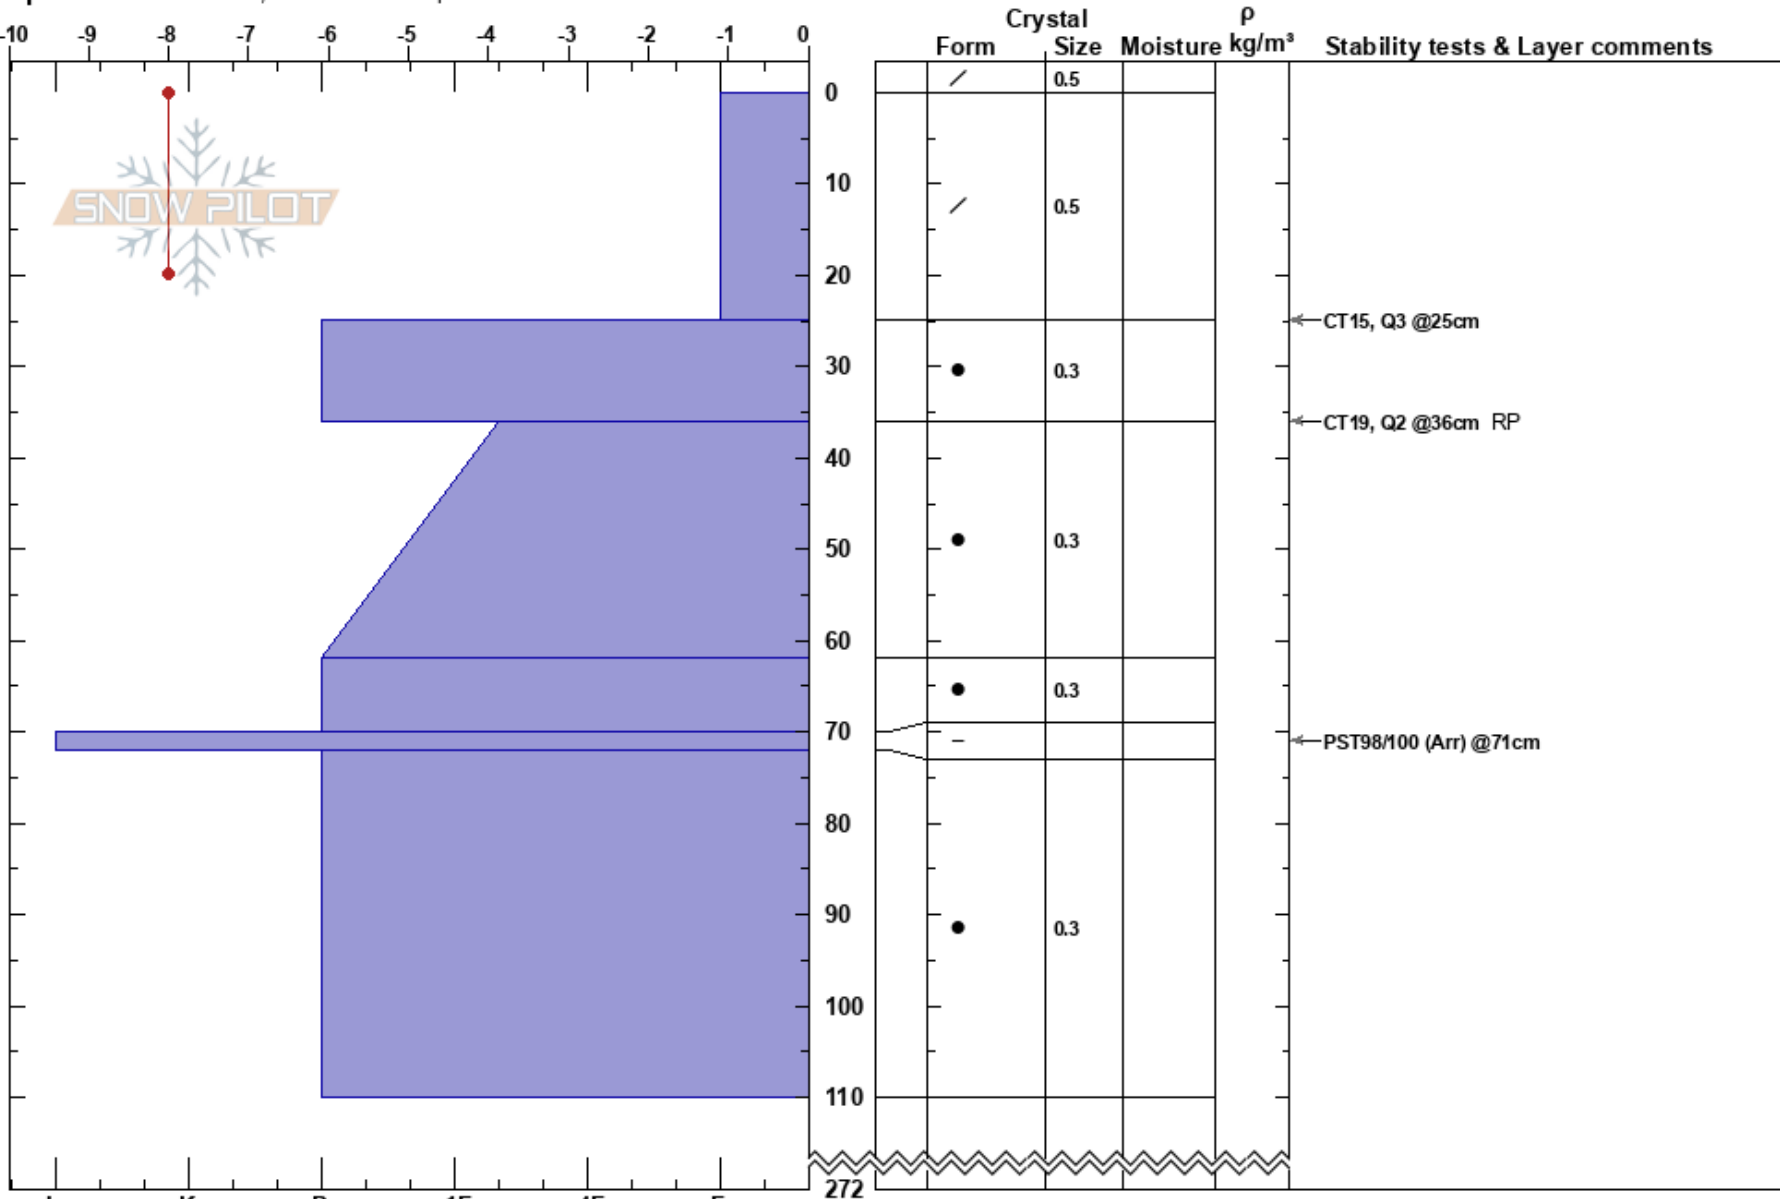 Crystal ρ
-10 -9 -8 -7 -6 -5 -4 -3 -2 -1 0 Form Size Moisture kg/m³ Stability tests & Layer comments
0.5
0
SNOW PILOT
10
0.5
20
CT15, Q3 @25cm
30 0.3
CT19, Q2 @36cm RP
40
50 0.3
60
0.3
70
PST98/100 (Arr) @71cm
80
90 0.3
100
110
272